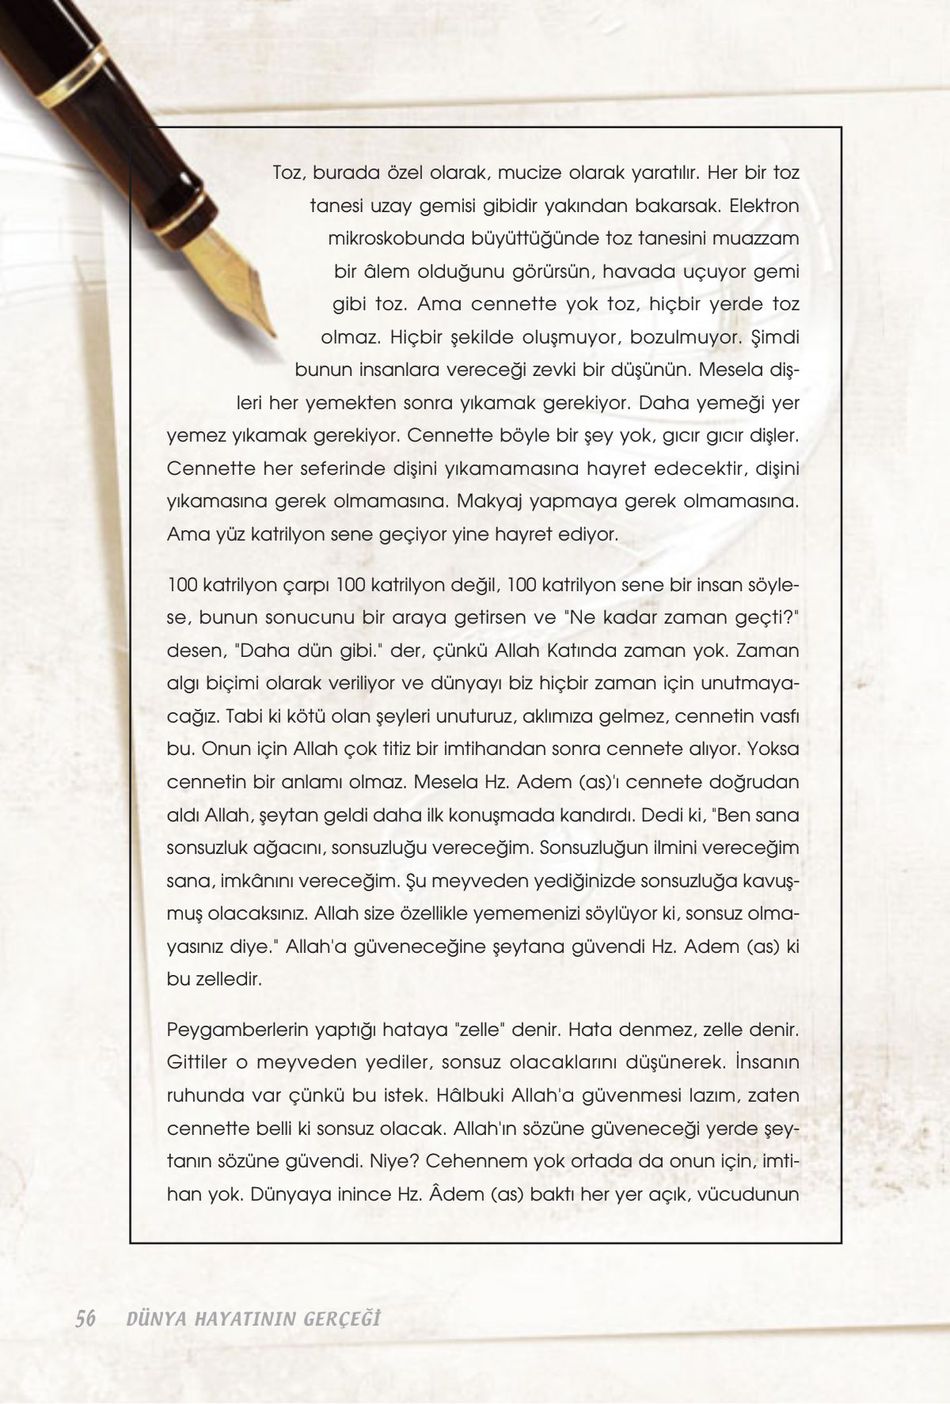 Toz, burada özel olarak, mucize olarak yaratılır. Her bir toz
tanesi uzay gemisi gibidir yakından bakarsak. Elektron
mikroskobunda büyüttüğünde toz tanesini muazzam
bir âlem olduğunu görürsün, havada uçuyor gemi
gibi toz. Ama cennette yok toz, hiçbir yerde toz
olmaz. Hiçbir şekilde oluşmuyor, bozulmuyor. Şimdi
bunun insanlara vereceği zevki bir düşünün. Mesela diş-
leri her yemekten sonra yıkamak gerekiyor. Daha yemeği yer
yemez yıkamak gerekiyor. Cennette böyle bir şey yok, gıcır gıcır dişler.
Cennette her seferinde dişini yıkamamasına hayret edecektir, dişini
yıkamasına gerek olmamasına. Makyaj yapmaya gerek olmamasına.
Ama yüz katrilyon sene geçiyor yine hayret ediyor.
100 katrilyon çarpı 100 katrilyon değil, 100 katrilyon sene bir insan söyle-
se, bunun sonucunu bir araya getirsen ve "Ne kadar zaman geçti?"
desen, "Daha dün gibi." der, çünkü Allah Katında zaman yok. Zaman
algı biçimi olarak veriliyor ve dünyayı biz hiçbir zaman için unutmaya-
cağız. Tabi ki kötü olan şeyleri unuturuz, aklımıza gelmez, cennetin vasfı
bu. Onun için Allah çok titiz bir imtihandan sonra cennete alıyor. Yoksa
cennetin bir anlamı olmaz. Mesela Hz. Adem (as)'ı cennete doğrudan
aldı Allah, şeytan geldi daha ilk konuşmada kandırdı. Dedi ki, "Ben sana
sonsuzluk ağacını, sonsuzluğu vereceğim. Sonsuzluğun ilmini vereceğim
sana, imkânını vereceğim. Şu meyveden yediğinizde sonsuzluğa kavuş-
muş olacaksınız. Allah size özellikle yememenizi söylüyor ki, sonsuz olma-
yasınız diye." Allah'a güveneceğine şeytana güvendi Hz. Adem (as) ki
bu zelledir.
Peygamberlerin yaptığı hataya "zelle" denir. Hata denmez, zelle denir.
Gittiler o meyveden yediler, sonsuz olacaklarını düşünerek. İnsanın
ruhunda var çünkü bu istek. Hâlbuki Allah'a güvenmesi lazım, zaten
cennette belli ki sonsuz olacak. Allah'ın sözüne güveneceği yerde şey-
tanın sözüne güvendi. Niye? Cehennem yok ortada da onun için, imti-
han yok. Dünyaya inince Hz. Âdem (as) baktı her yer açık, vücudunun
56 DÜNYA HAYATININ GERÇEĞİ